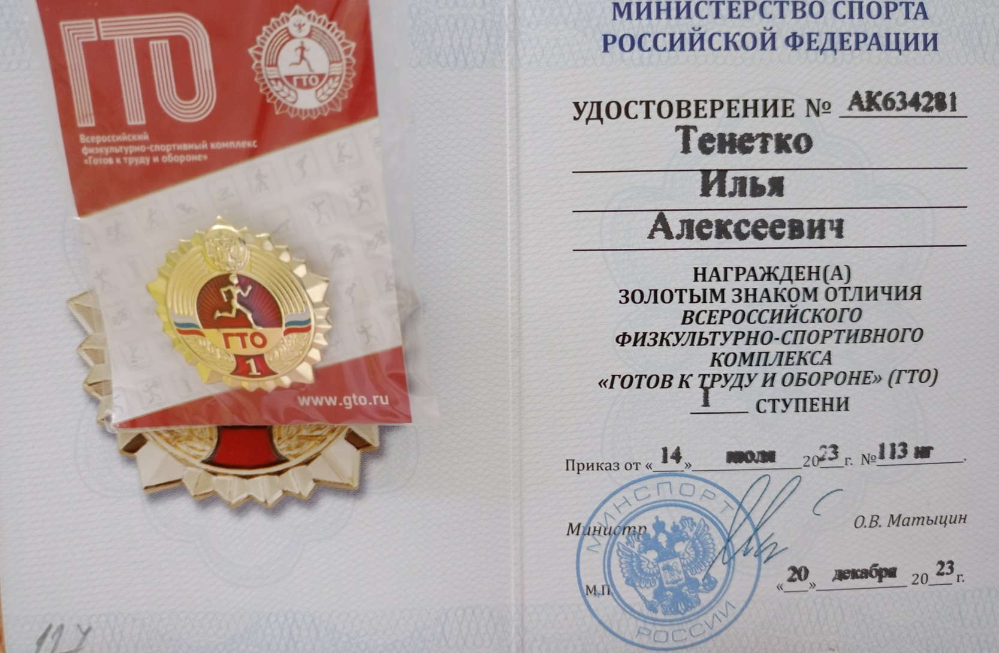 ГТО
ГТО
Всероссийский
физкультурно-спортивный комплекс
«Готов к труду и обороне»
ГТО
1
www.gto.ru
117
МИНИСТЕРСТВО СПОРТА
РОССИЙСКОЙ ФЕДЕРАЦИИ
УДОСТОВЕРЕНИЕ № АК634281
Тенетко
Илья
Алексеевич
НАГРАЖДЕН(А)
ЗОЛОТЫМ ЗНАКОМ ОТЛИЧИЯ
ВСЕРОССИЙСКОГО
ФИЗКУЛЬТУРНО-СПОРТИВНОГО
КОМПЛЕКСА
«ГОТОВ К ТРУДУ И ОБОРОНЕ» (ГТО)
I СТУПЕНИ
Приказ от «14» июля 2023 г. №113 нг.
МИНСПОРТ
Министр О.В. Матыцин
М.П.
«20» декабря 2023 г.
РОССИИ